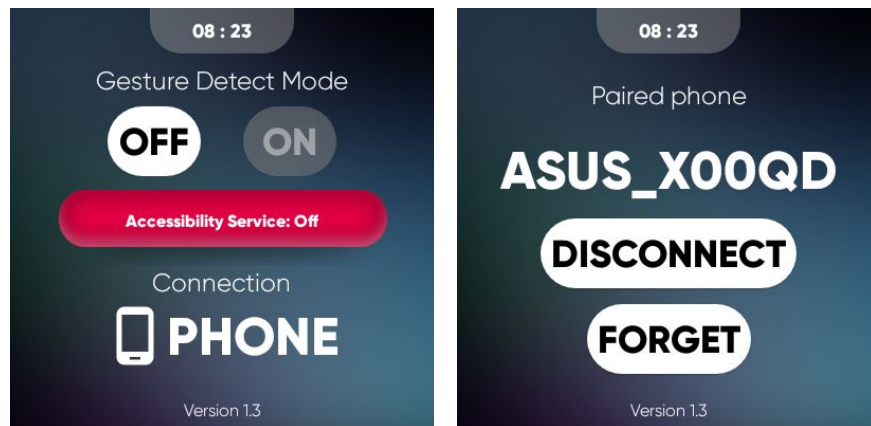 08 : 23
Gesture Detect Mode
OFF ON
Accessibility Service: Off
Connection
PHONE
Version 1.3
08 : 23
Paired phone
ASUS_X00QD
DISCONNECT
FORGET
Version 1.3